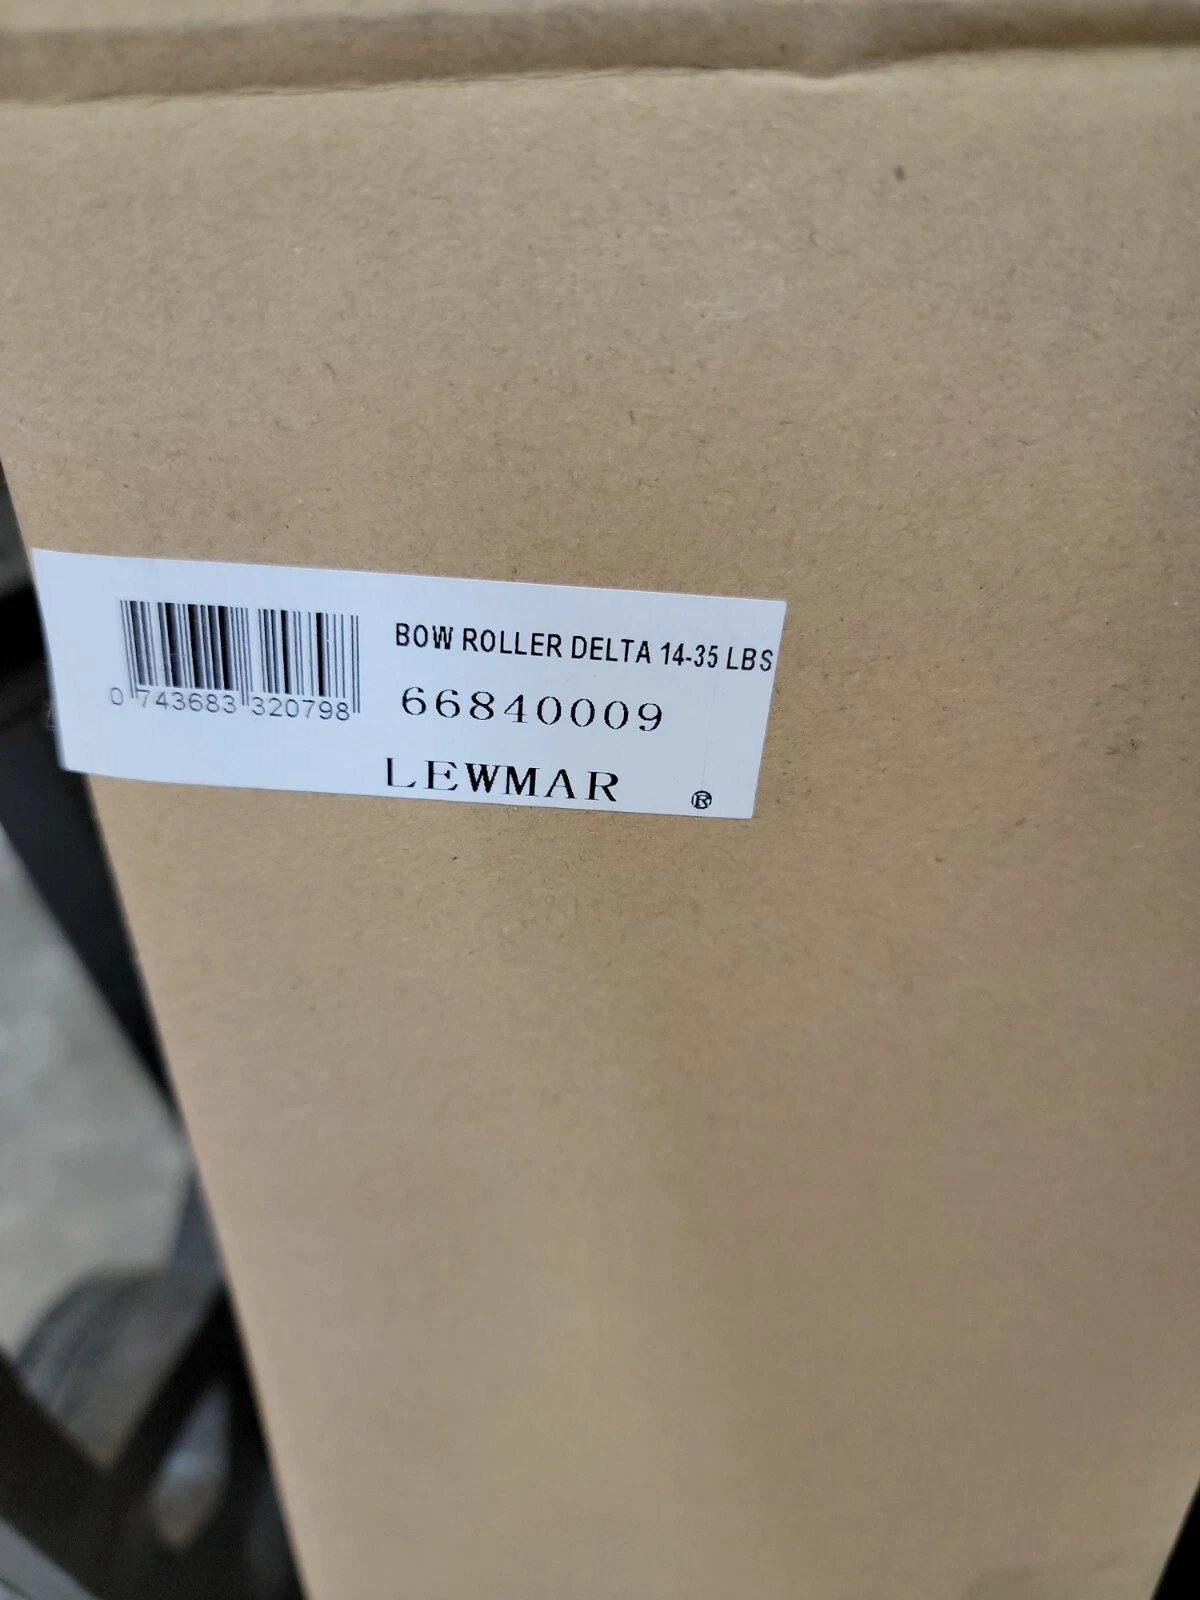 BOW ROLLER DELTA 14-35 LBS
66840009
0 743683 320798
LEWMAR ®